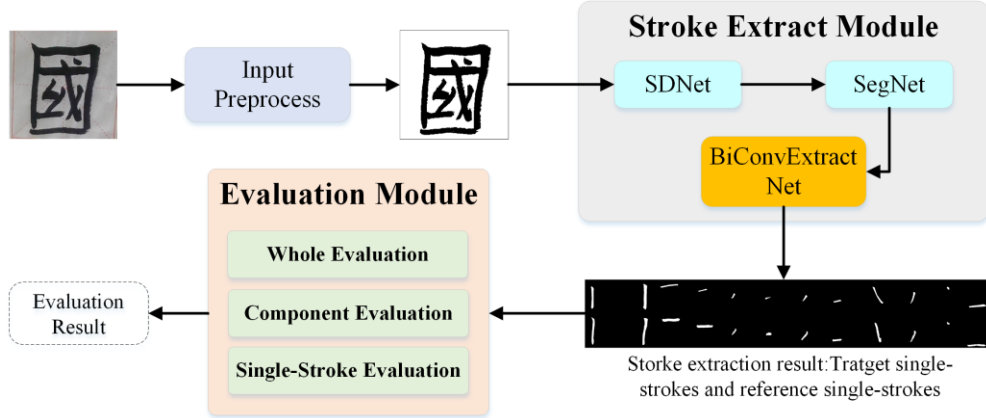 國
Input
Preprocess
國
Stroke Extract Module
SDNet
SegNet
BiConvExtract
Net
Evaluation Module
Whole Evaluation
Component Evaluation
Single-Stroke Evaluation
Evaluation
Result
Storke extraction result:Tratget single-
strokes and reference single-strokes